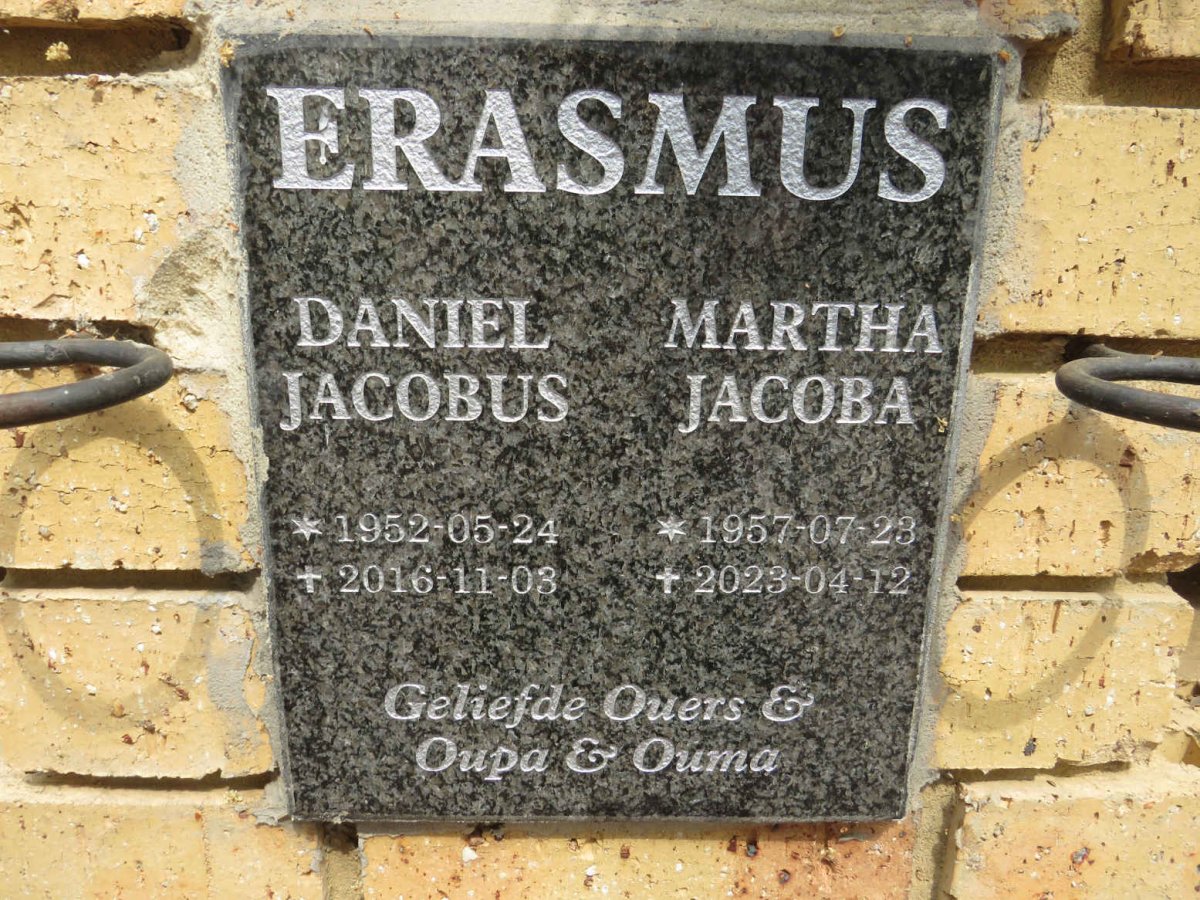 ERASMUS
DANIEL JACOBUS
* 1952-05-24
✝ 2016-11-03
MARTHA JACOBA
* 1957-07-23
✝ 2023-04-12
Geliefde Ouers &
Oupa & Ouma